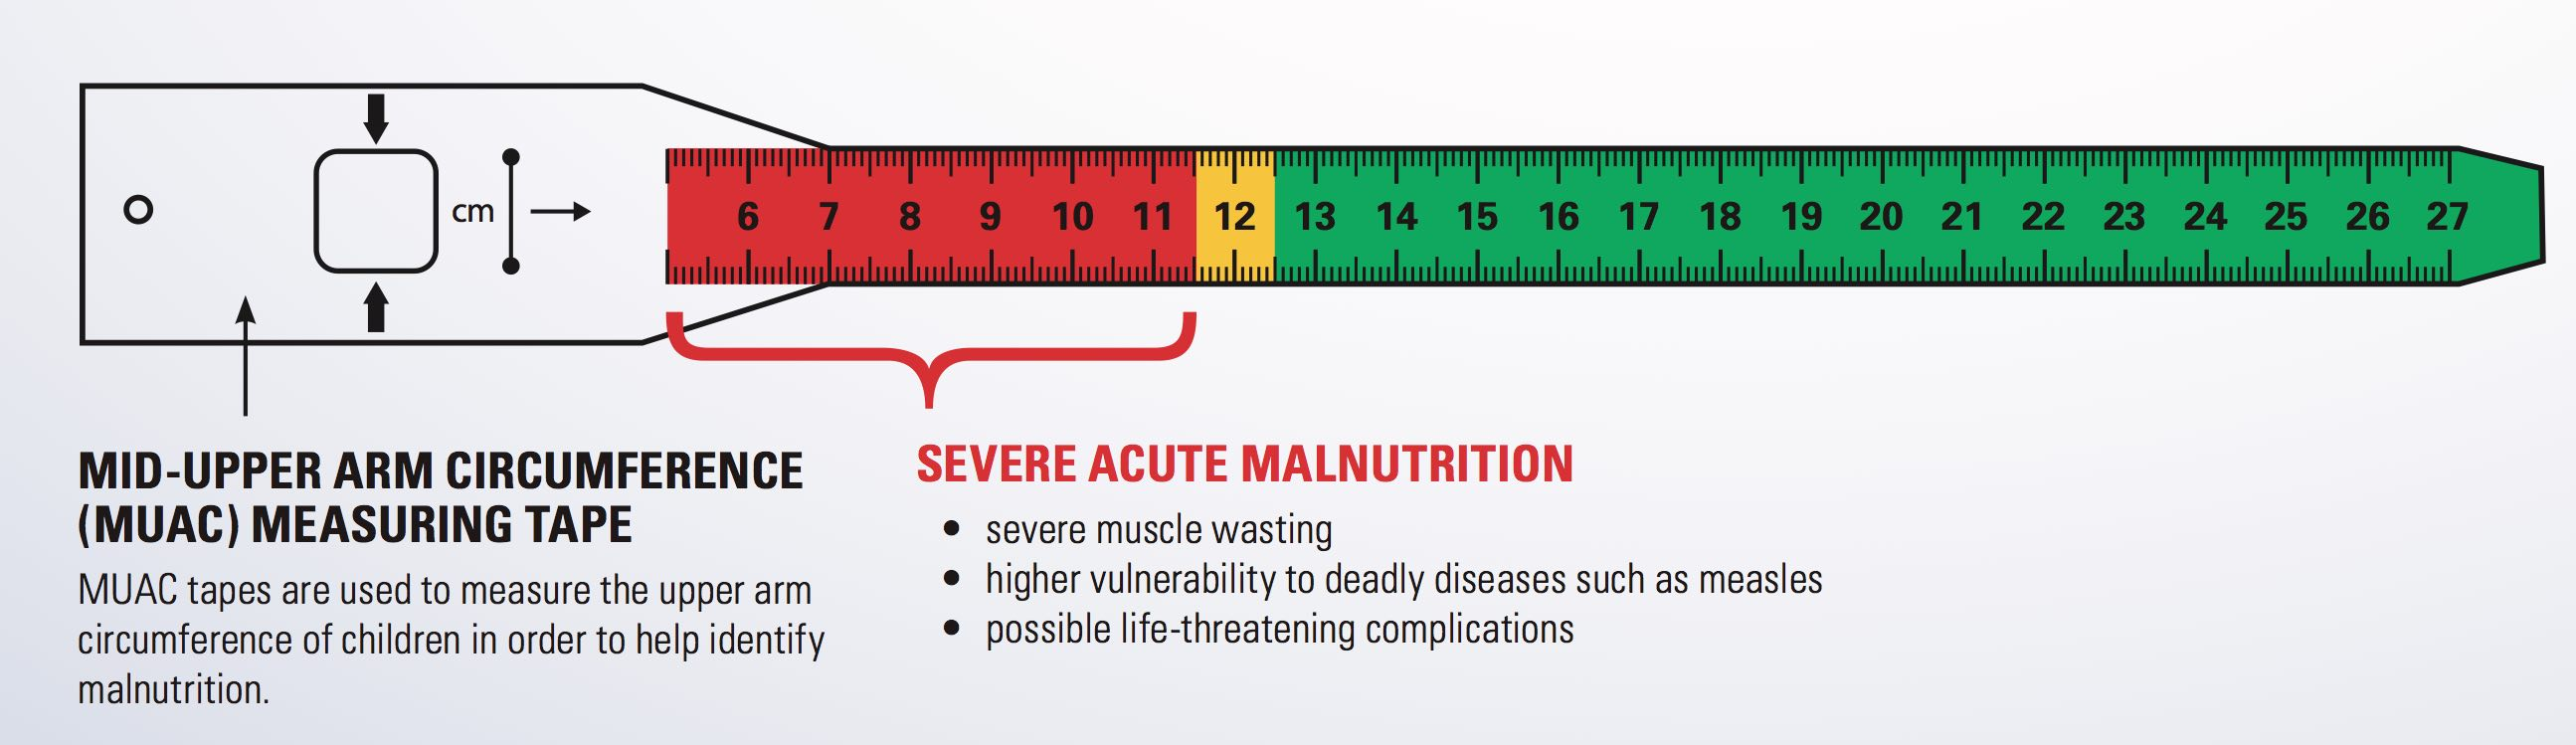 cm
6 7 8 9 10 11 12 13 14 15 16 17 18 19 20 21 22 23 24 25 26 27
MID-UPPER ARM CIRCUMFERENCE
(MUAC) MEASURING TAPE
MUAC tapes are used to measure the upper arm
circumference of children in order to help identify
malnutrition.
SEVERE ACUTE MALNUTRITION
• severe muscle wasting
• higher vulnerability to deadly diseases such as measles
• possible life-threatening complications